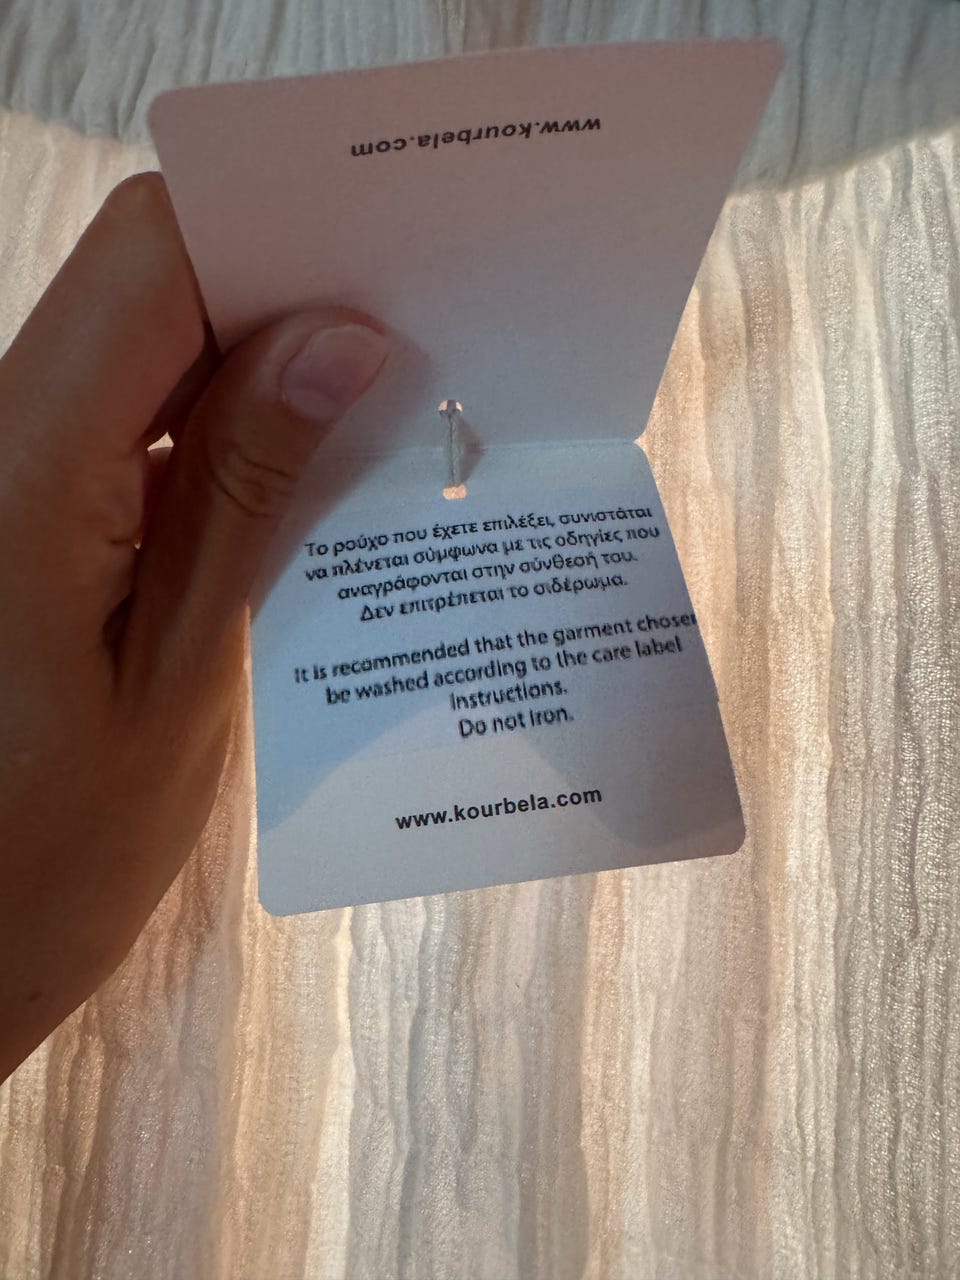 www.kourbela.com
Το ρούχο που έχετε επιλέξει, συνιστάται
να πλένεται σύμφωνα με τις οδηγίες που
αναγράφονται στην σύνθεσή του.
Δεν επιτρέπεται το σιδέρωμα.
It is recommended that the garment chosen
be washed according to the care label
instructions.
Do not iron.
www.kourbela.com